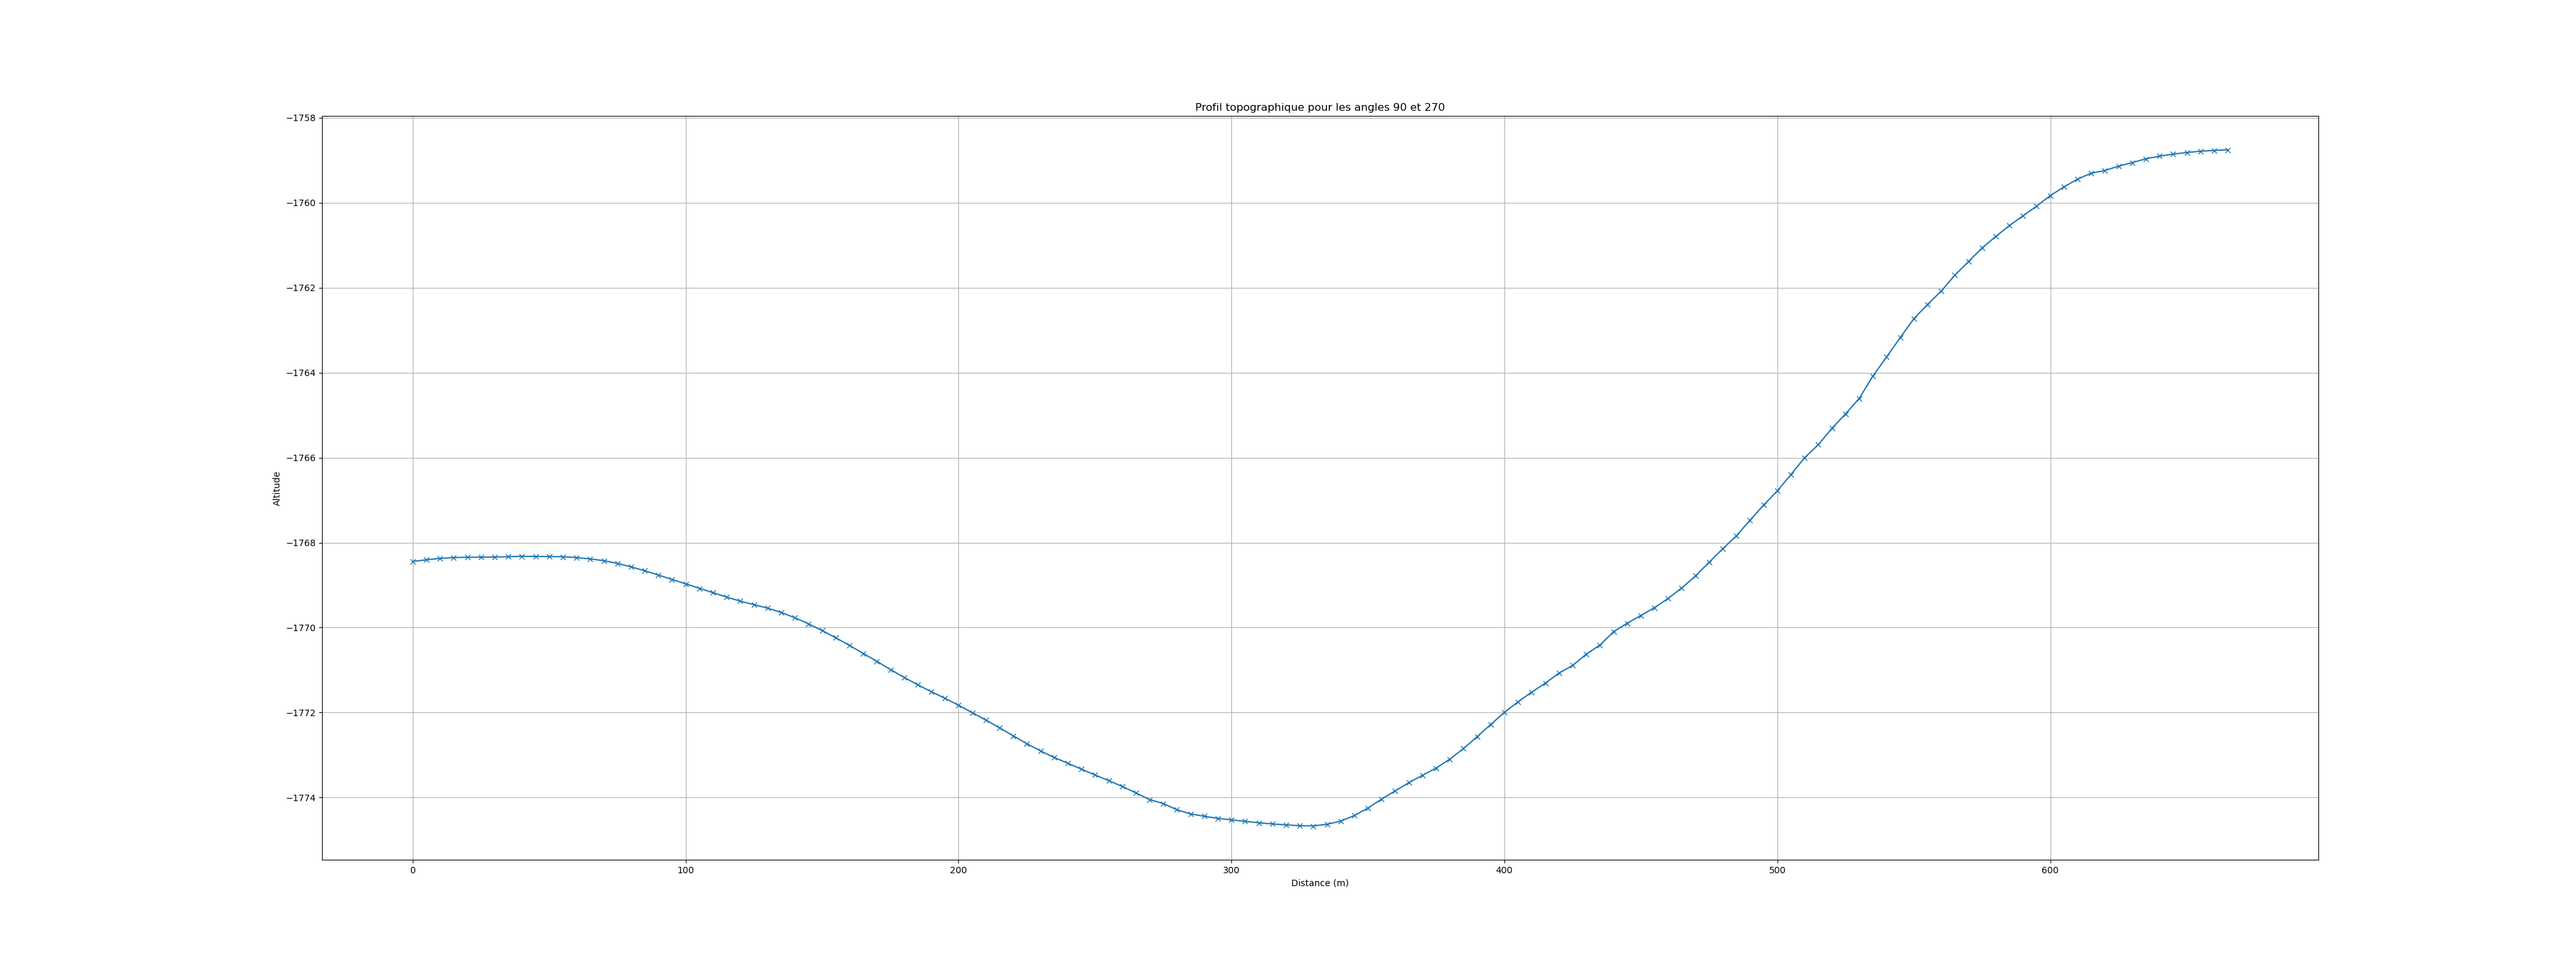 Profil topographique pour les angles 90 et 270
−1758
−1760
−1762
−1764
−1766
−1768
−1770
−1772
−1774
Altitude
0 100 200 300 400 500 600
Distance (m)